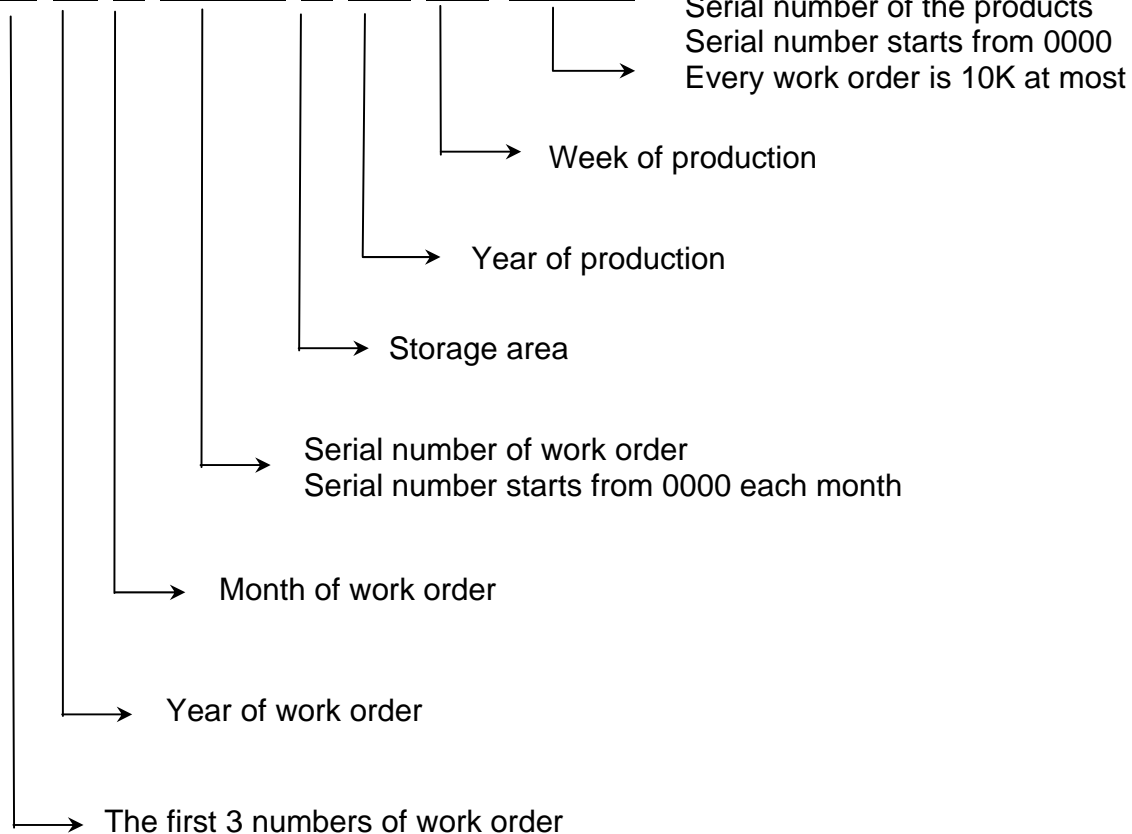 Serial number of the products
Serial number starts from 0000
Every work order is 10K at most
Week of production
Year of production
Storage area
Serial number of work order
Serial number starts from 0000 each month
Month of work order
Year of work order
The first 3 numbers of work order